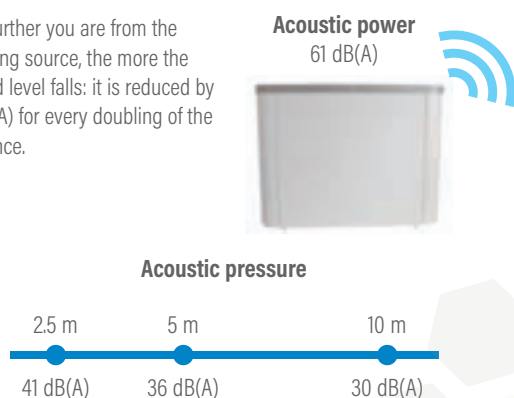 urther you are from the
ng source, the more the
d level falls: it is reduced by
A) for every doubling of the
nce.
Acoustic power
61 dB(A)
Acoustic pressure
2.5 m 5 m 10 m
41 dB(A) 36 dB(A) 30 dB(A)